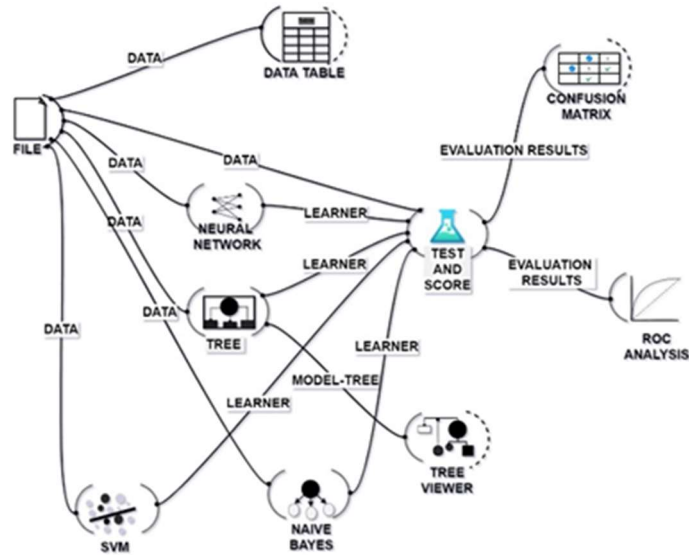 DATA
DATA TABLE
CONFUSION
MATRIX
FILE
EVALUATION RESULTS
DATA
DATA
NEURAL
NETWORK
LEARNER
DATA
TEST
AND
SCORE
LEARNER
EVALUATION
RESULTS
DATA
DATA
TREE
LEARNER
ROC
ANALYSIS
MODEL-TREE
LEARNER
TREE
VIEWER
SVM
NAIVE
BAYES